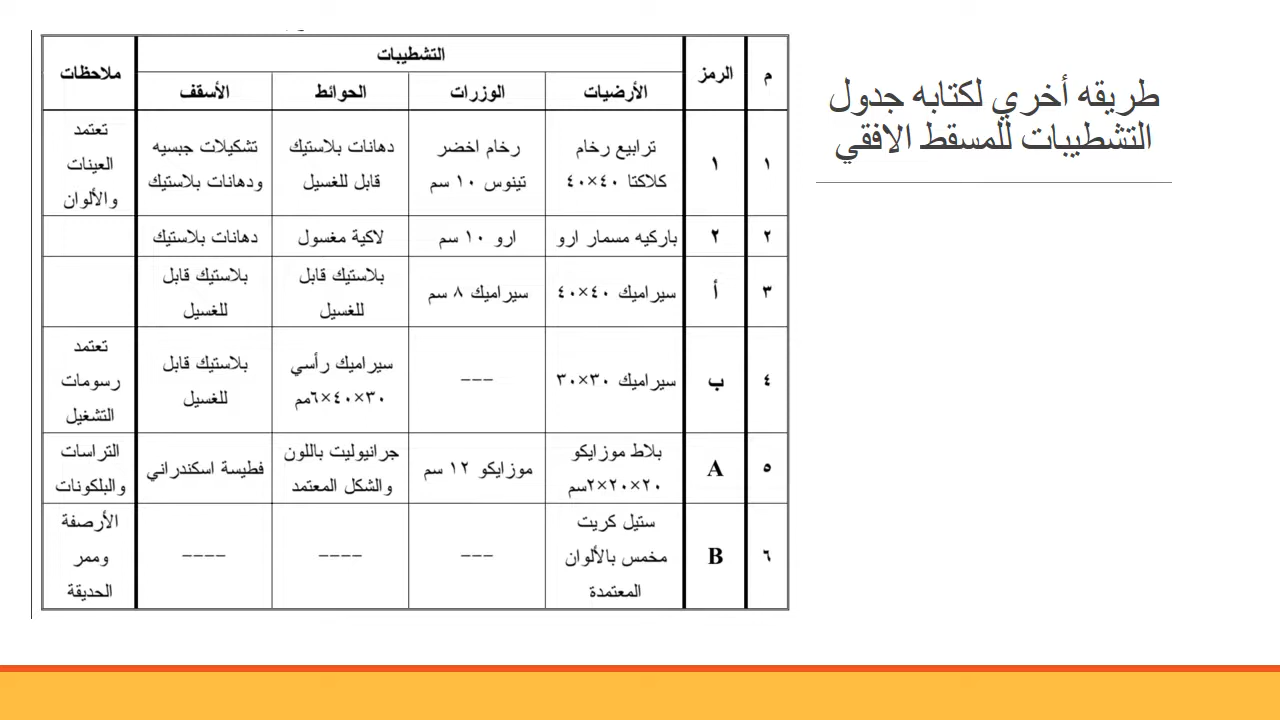 طريقه أخري لكتابه جدول
التشطيبات للمسقط الافقي
م
الرمز
التشطيبات
ملاحظات
الأرضيات
الوزرات
الحوائط
الأسقف
١
١
ترابيع رخام
كلاكتا ٤٠×٤٠
رخام اخضر
تينوس ١٠ سم
دهانات بلاستيك
قابل للغسيل
تشكيلات جبسيه
ودهانات بلاستيك
تعتمد
العينات
والألوان
٢
٢
باركيه مسمار ارو
ارو ١٠ سم
لاكية مغسول
دهانات بلاستيك
٣
أ
سيراميك ٤٠×٤٠
سيراميك ٨ سم
بلاستيك قابل
للغسيل
بلاستيك قابل
للغسيل
٤
ب
سيراميك ٣٠×٣٠
---
سيراميك رأسي
٣٠×٤٠×٦مم
بلاستيك قابل
للغسيل
تعتمد
رسومات
التشغيل
٥
A
بلاط موزايكو
٢٠×٢٠×٢سم
موزايكو ١٢ سم
جرانيوليت باللون
والشكل المعتمد
فطيسة اسكندراني
التراسات
والبلكونات
٦
B
ستيل كريت
مخمس بالألوان
المعتمدة
---
----
----
الأرصفة
وممر
الحديقة